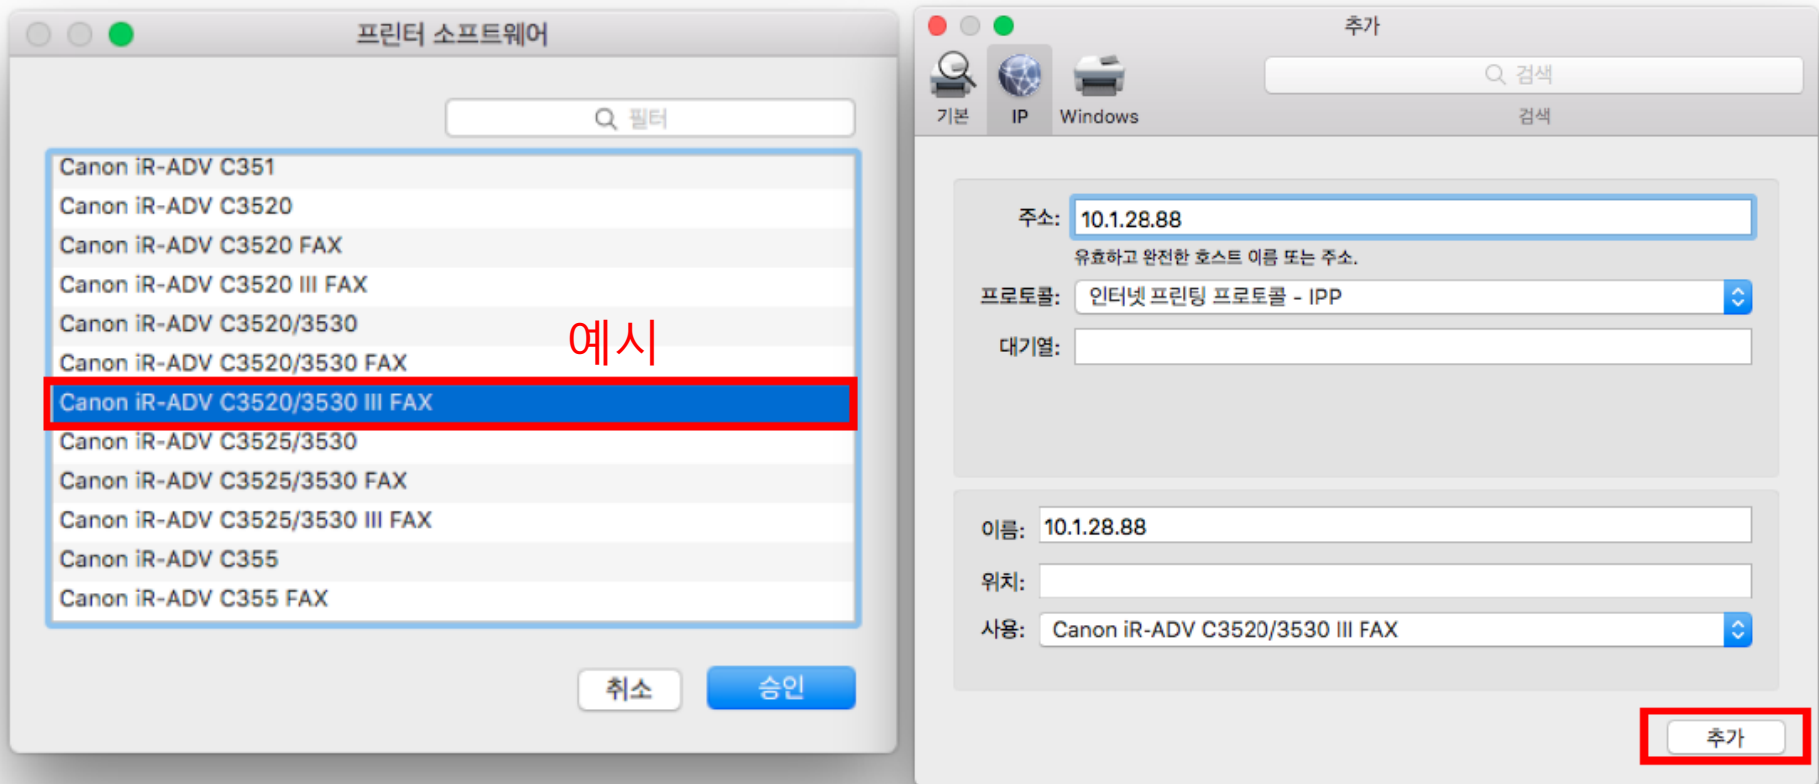 프린터 소프트웨어
필터
Canon iR-ADV C351
Canon iR-ADV C3520
Canon iR-ADV C3520 FAX
Canon iR-ADV C3520 III FAX
Canon iR-ADV C3520/3530
Canon iR-ADV C3520/3530 FAX
예시
Canon iR-ADV C3520/3530 III FAX
Canon iR-ADV C3525/3530
Canon iR-ADV C3525/3530 FAX
Canon iR-ADV C3525/3530 III FAX
Canon iR-ADV C355
Canon iR-ADV C355 FAX
취소 승인
추가
검색
기본 IP Windows 검색
주소: 10.1.28.88
유효하고 완전한 호스트 이름 또는 주소.
프로토콜: 인터넷 프린팅 프로토콜 - IPP
대기열:
이름: 10.1.28.88
위치:
사용: Canon iR-ADV C3520/3530 III FAX
추가